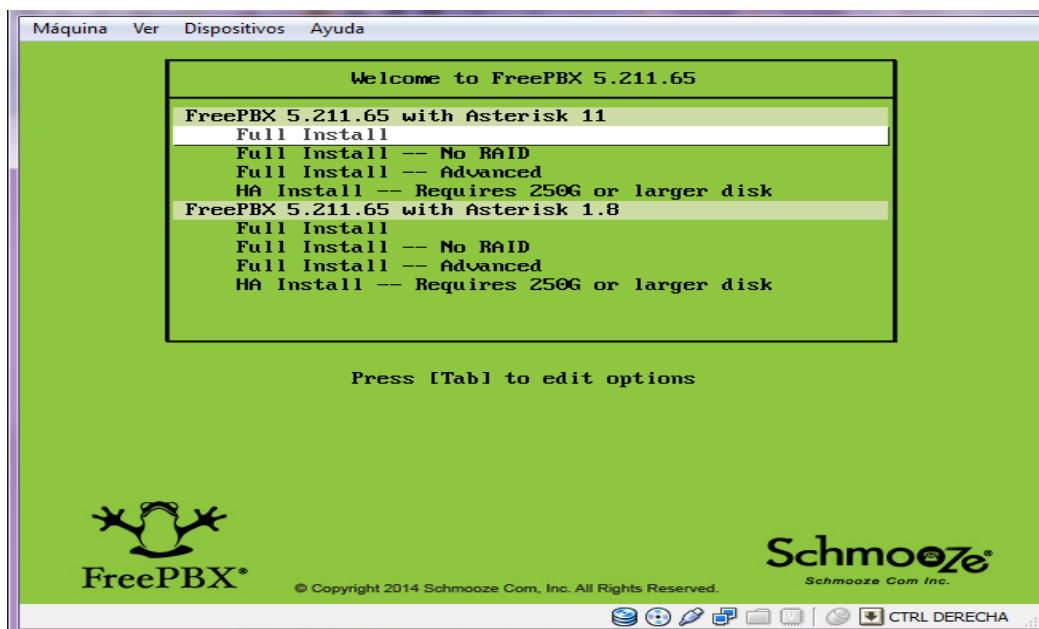 Máquina Ver Dispositivos Ayuda
Welcome to FreePBX 5.211.65
FreePBX 5.211.65 with Asterisk 11
Full Install
Full Install -- No RAID
Full Install -- Advanced
HA Install -- Requires 250G or larger disk
FreePBX 5.211.65 with Asterisk 1.8
Full Install
Full Install -- No RAID
Full Install -- Advanced
HA Install -- Requires 250G or larger disk
Press [Tab] to edit options
FreePBX®
© Copyright 2014 Schmooze Com, Inc. All Rights Reserved.
Schmooze®
Schmooze Com Inc.
CTRL DERECHA